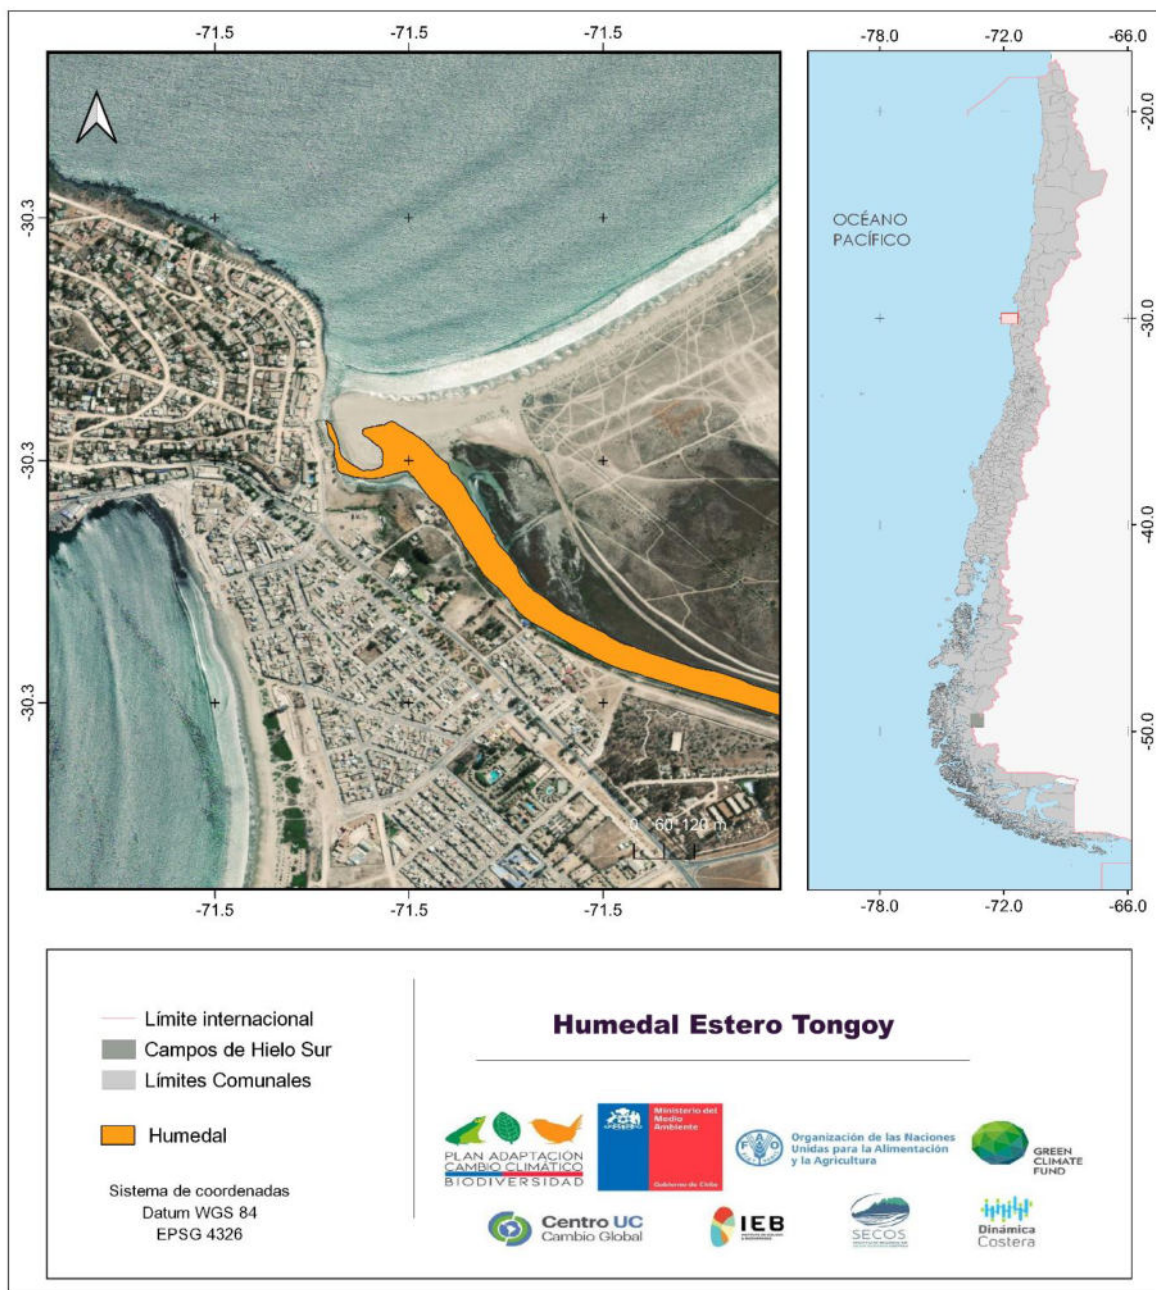 -71.5 -71.5 -71.5
-78.0 -72.0 -66.0
-30.3
-30.3
-30.3
0 60 120 m
-71.5 -71.5 -71.5
OCÉANO
PACÍFICO
-20.0
-30.0
-40.0
-50.0
-78.0 -72.0 -66.0
Límite internacional
Campos de Hielo Sur
Límites Comunales
Humedal
Sistema de coordenadas
Datum WGS 84
EPSG 4326
Humedal Estero Tongoy
PLAN ADAPTACIÓN
CAMBIO CLIMÁTICO
BIODIVERSIDAD
Ministerio del
Medio
Ambiente
Gobierno de Chile
FAO
Organización de las Naciones
Unidas para la Alimentación
y la Agricultura
GREEN
CLIMATE
FUND
Centro UC
Cambio Global
IEB
SECOS
Dinámica
Costera